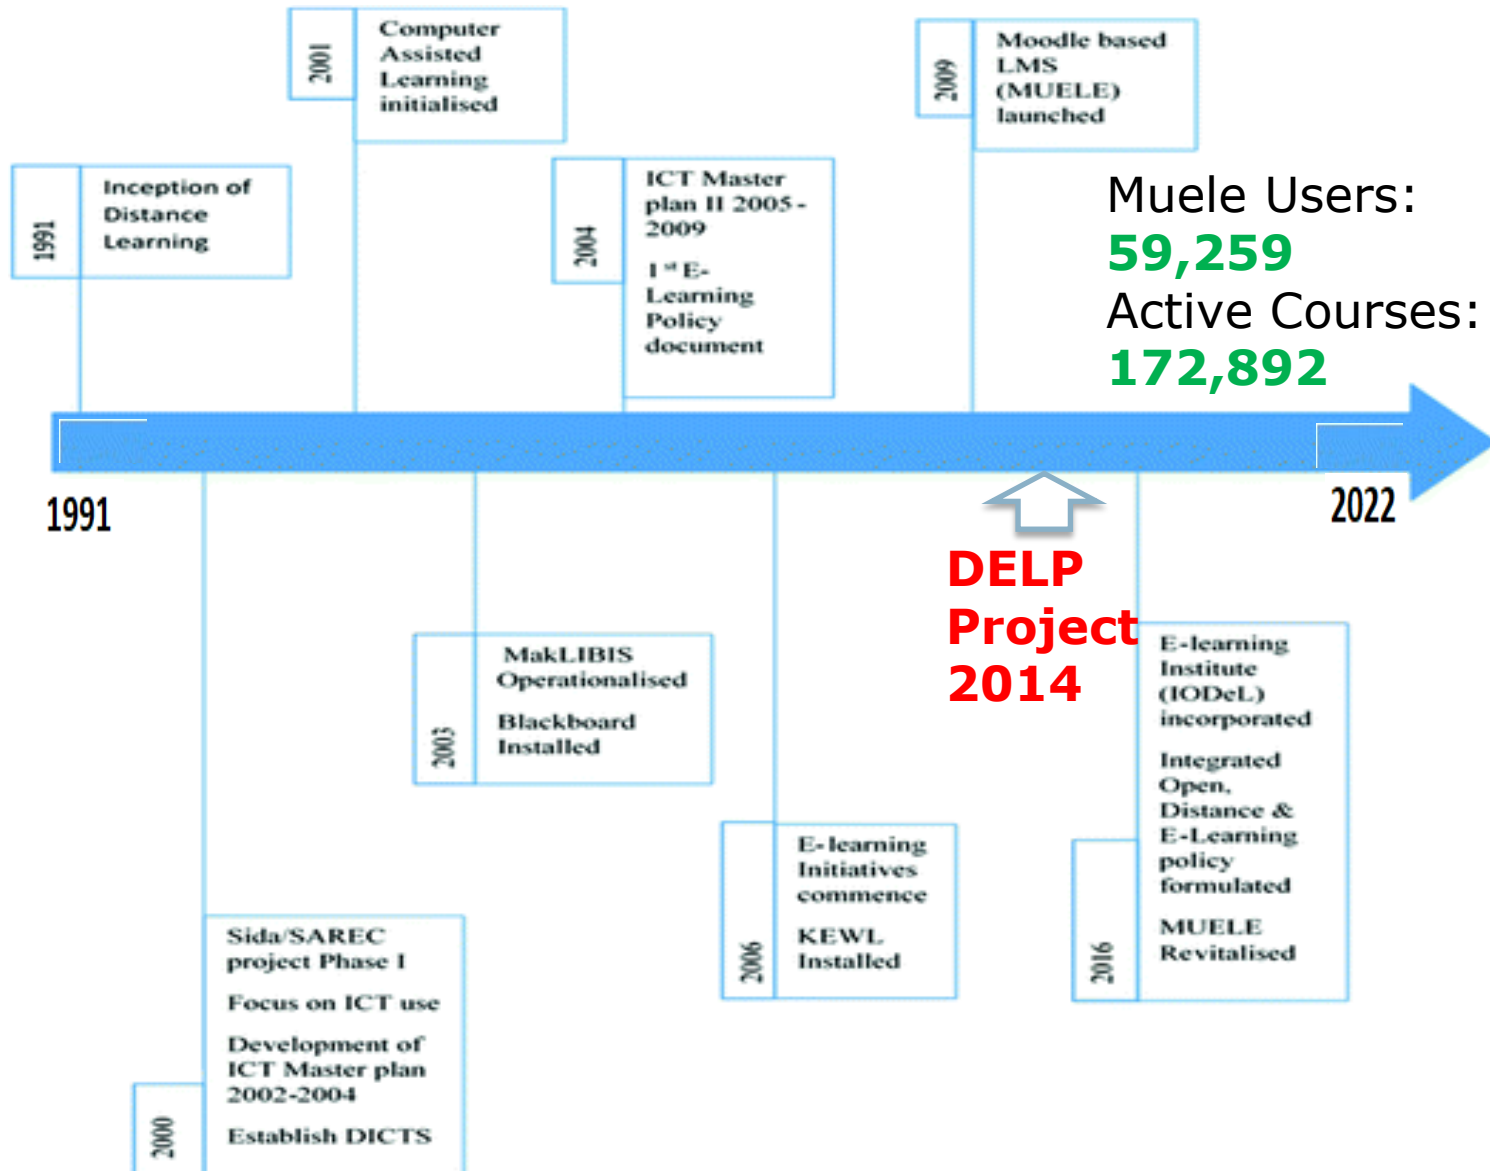 2001
Computer
Assisted
Learning
initialised
2009
Moodle based
LMS
(MUELE)
launched
1991
Inception of
Distance
Learning
2004
ICT Master
plan II 2005-
2009
1st E-
Learning
Policy
document
Muele Users:
59,259
Active Courses:
172,892
1991
2022
DELP
Project
2014
2003
MakLIBIS
Operationalised
Blackboard
Installed
2016
E-learning
Institute
(IODeL)
incorporated
Integrated
Open,
Distance &
E-Learning
policy
formulated
MUELE
Revitalised
2006
E-learning
Initiatives
commence
KEWL
Installed
2000
Sida/SAREC
project Phase I
Focus on ICT use
Development of
ICT Master plan
2002-2004
Establish DICTS